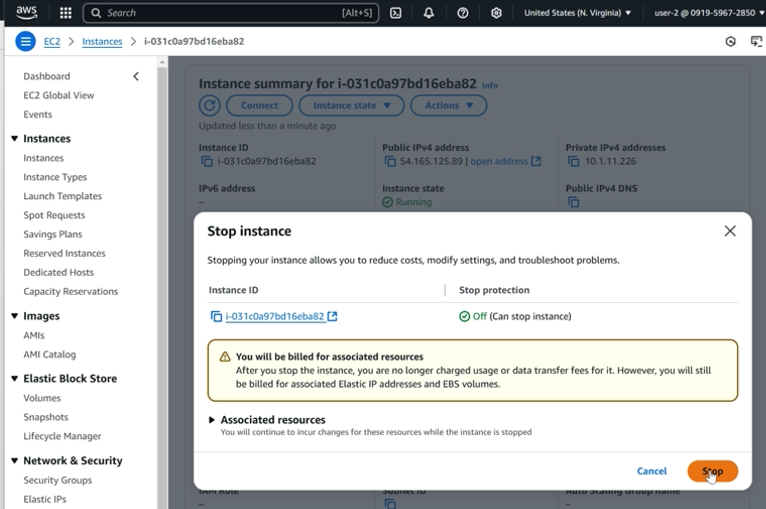 aws
Search [Alt+S]
United States (N. Virginia) ▼ user-2 @ 0919-5967-2850 ▼
EC2 > Instances > i-031c0a97bd16eba82
Dashboard
EC2 Global View
Events
▼ Instances
Instances
Instance Types
Launch Templates
Spot Requests
Savings Plans
Reserved Instances
Dedicated Hosts
Capacity Reservations
▼ Images
AMIs
AMI Catalog
▼ Elastic Block Store
Volumes
Snapshots
Lifecycle Manager
▼ Network & Security
Security Groups
Elastic IPs
Instance summary for i-031c0a97bd16eba82 Info
Connect Instance state ▼ Actions ▼
Updated less than a minute ago
Instance ID Public IPv4 address Private IPv4 addresses
i-031c0a97bd16eba82 54.165.125.89 | open address 10.1.11.226
IPv6 address Instance state Public IPv4 DNS
– Running
Stop instance
Stopping your instance allows you to reduce costs, modify settings, and troubleshoot problems.
Instance ID Stop protection
i-031c0a97bd16eba82 Off (Can stop instance)
You will be billed for associated resources
After you stop the instance, you are no longer charged usage or data transfer fees for it. However, you will still
be billed for associated Elastic IP addresses and EBS volumes.
▶ Associated resources
You will continue to incur changes for these resources while the instance is stopped
Cancel Stop
IAM Role Subnet ID Auto Scaling Group name
– –